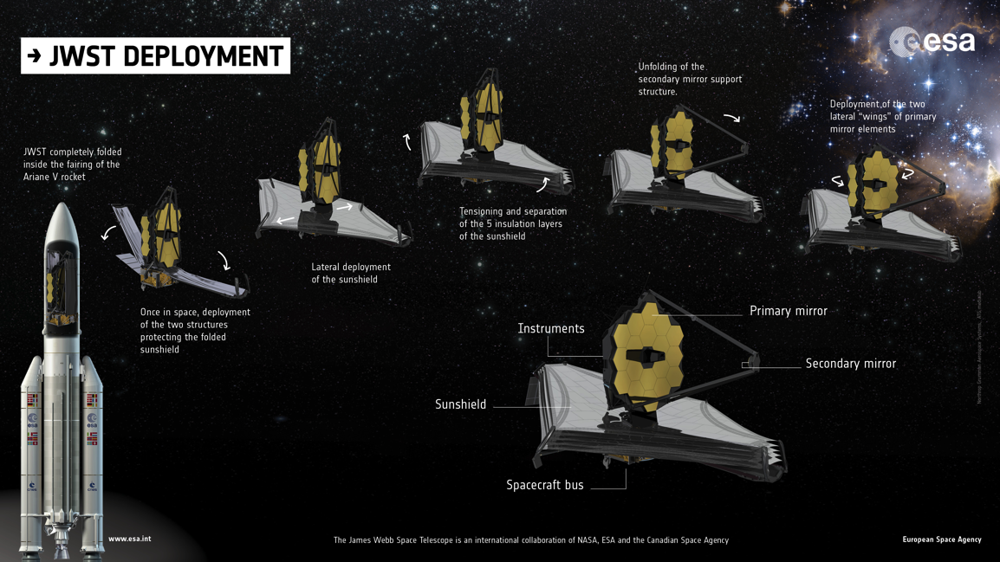 → JWST DEPLOYMENT
esa
JWST completely folded
inside the fairing of the
Ariane V rocket
Once in space, deployment
of the two structures
protecting the folded
sunshield
Lateral deployment
of the sunshield
Tensioning and separation
of the 5 insulation layers
of the sunshield
Unfolding of the
secondary mirror support
structure.
Deployment of the two
lateral “wings” of primary
mirror elements
Primary mirror
Instruments
Secondary mirror
Sunshield
Spacecraft bus
esa
esa
cnes
cnes
www.esa.int
The James Webb Space Telescope is an international collaboration of NASA, ESA and the Canadian Space Agency
European Space Agency